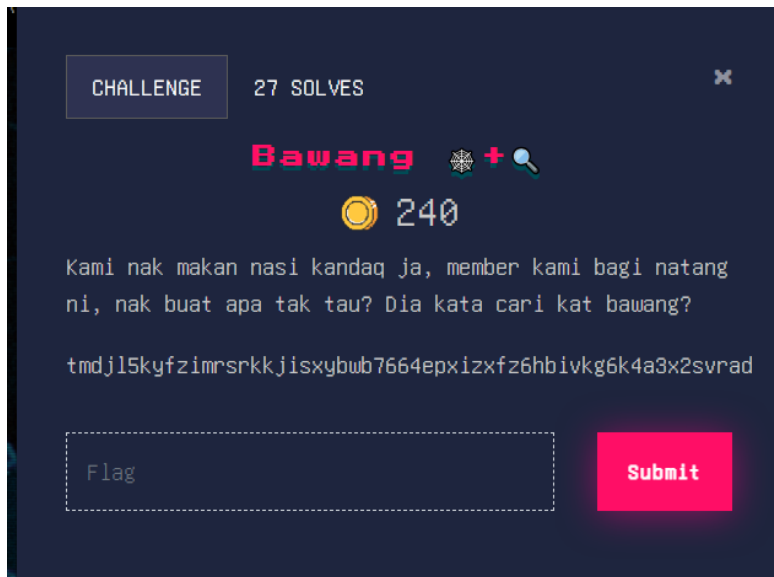 CHALLENGE
27 SOLVES
Bawang 🕸️+🔍
240
Kami nak makan nasi kandaq ja, member kami bagi natang
ni, nak buat apa tak tau? Dia kata cari kat bawang?
tmdjl5kyfzimrsrkkjisxybwb7664epxizxfz6hbivkg6k4a3x2svrad
Flag
Submit